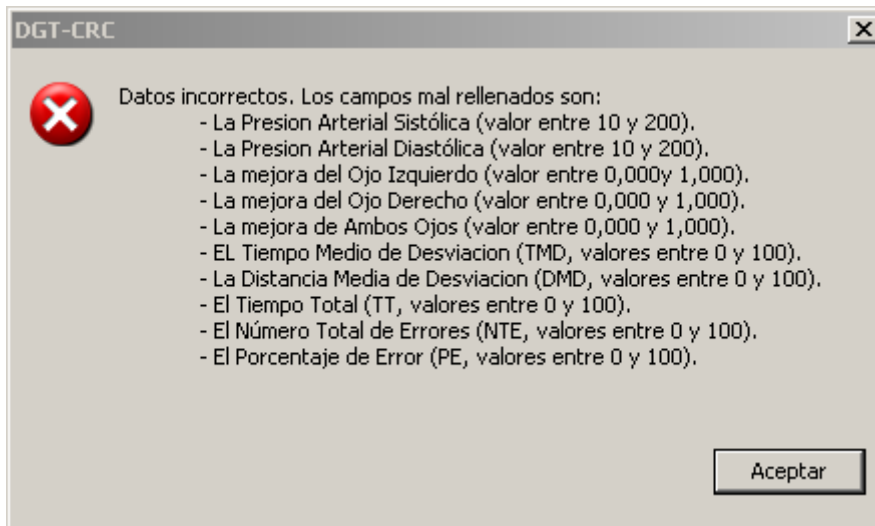 DGT-CRC
Datos incorrectos. Los campos mal rellenados son:
- La Presion Arterial Sistólica (valor entre 10 y 200).
- La Presion Arterial Diastólica (valor entre 10 y 200).
- La mejora del Ojo Izquierdo (valor entre 0,000y 1,000).
- La mejora del Ojo Derecho (valor entre 0,000 y 1,000).
- La mejora de Ambos Ojos (valor entre 0,000 y 1,000).
- EL Tiempo Medio de Desviacion (TMD, valores entre 0 y 100).
- La Distancia Media de Desviacion (DMD, valores entre 0 y 100).
- El Tiempo Total (TT, valores entre 0 y 100).
- El Número Total de Errores (NTE, valores entre 0 y 100).
- El Porcentaje de Error (PE, valores entre 0 y 100).
Aceptar